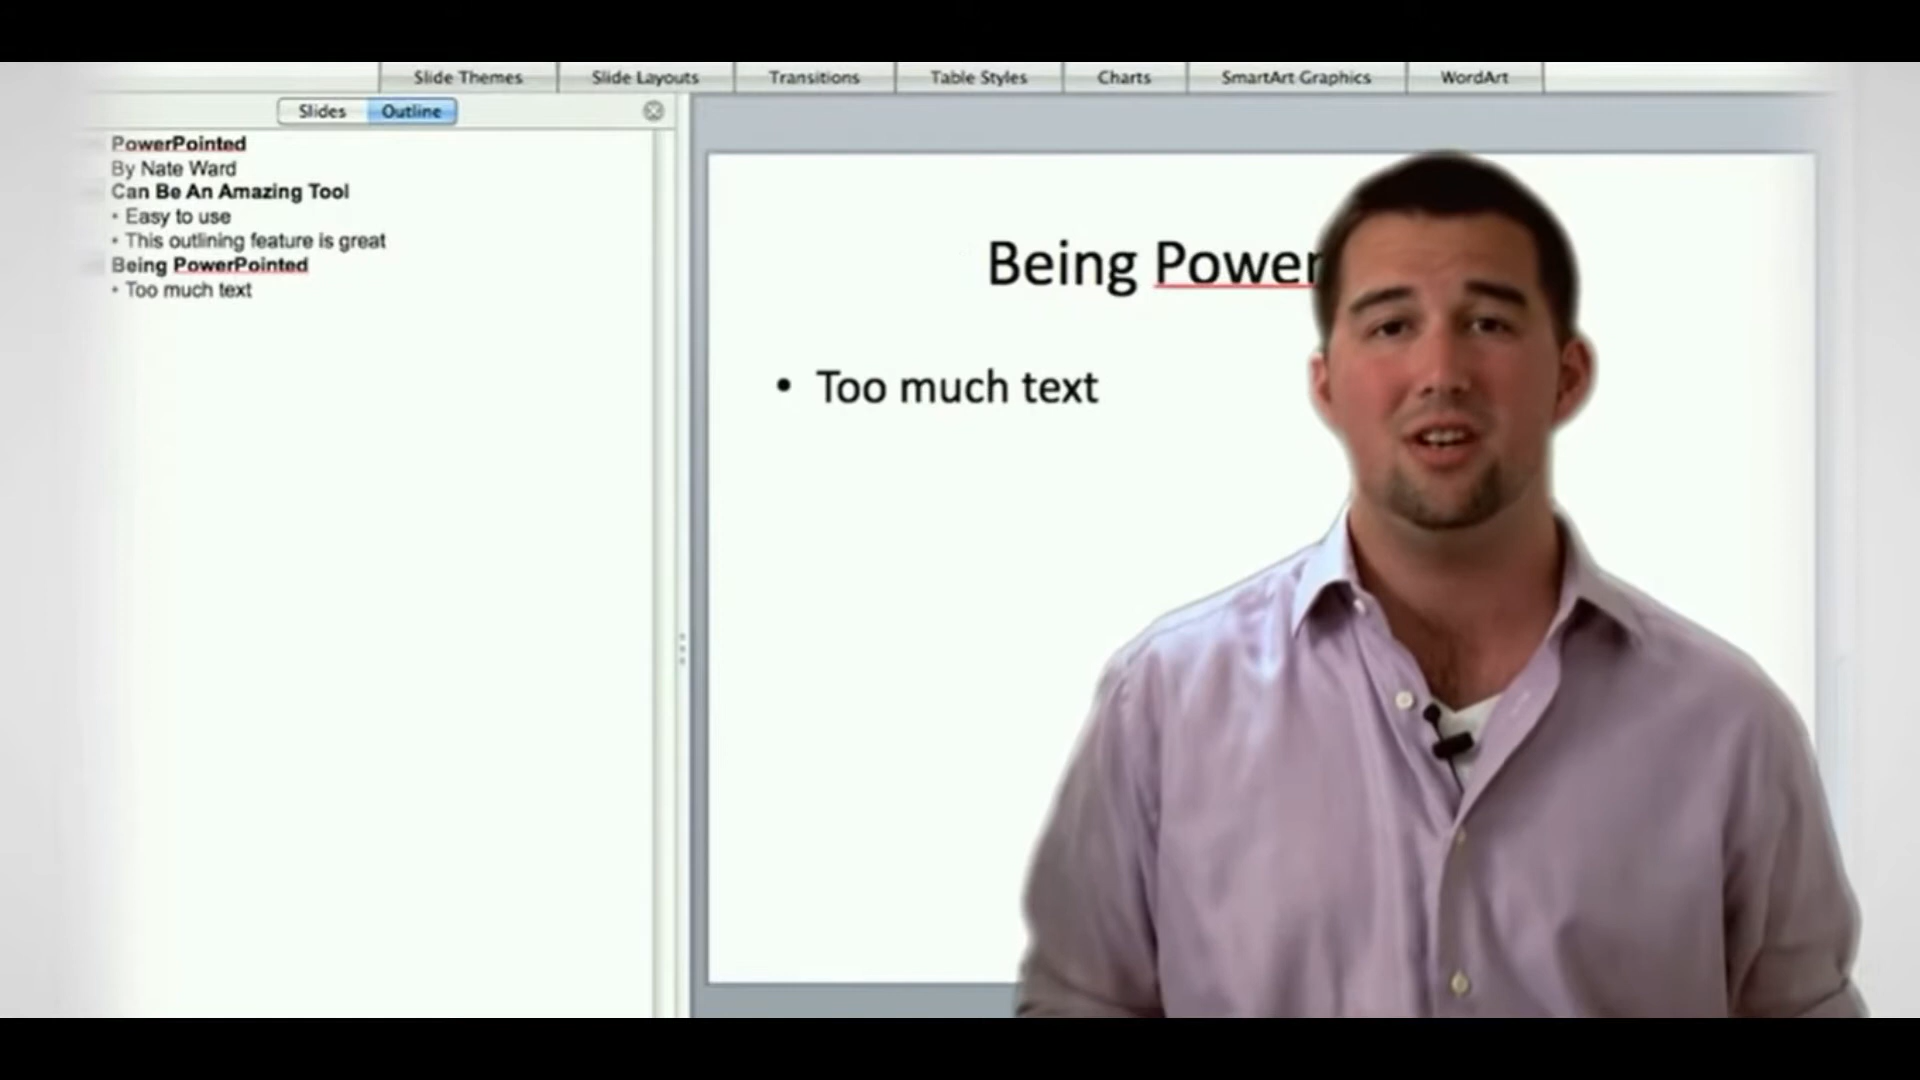 Slide Themes Slide Layouts Transitions Table Styles Charts SmartArt Graphics WordArt
Slides Outline
PowerPointed
By Nate Ward
Can Be An Amazing Tool
• Easy to use
• This outlining feature is great
Being PowerPointed
• Too much text
Being Power
• Too much text